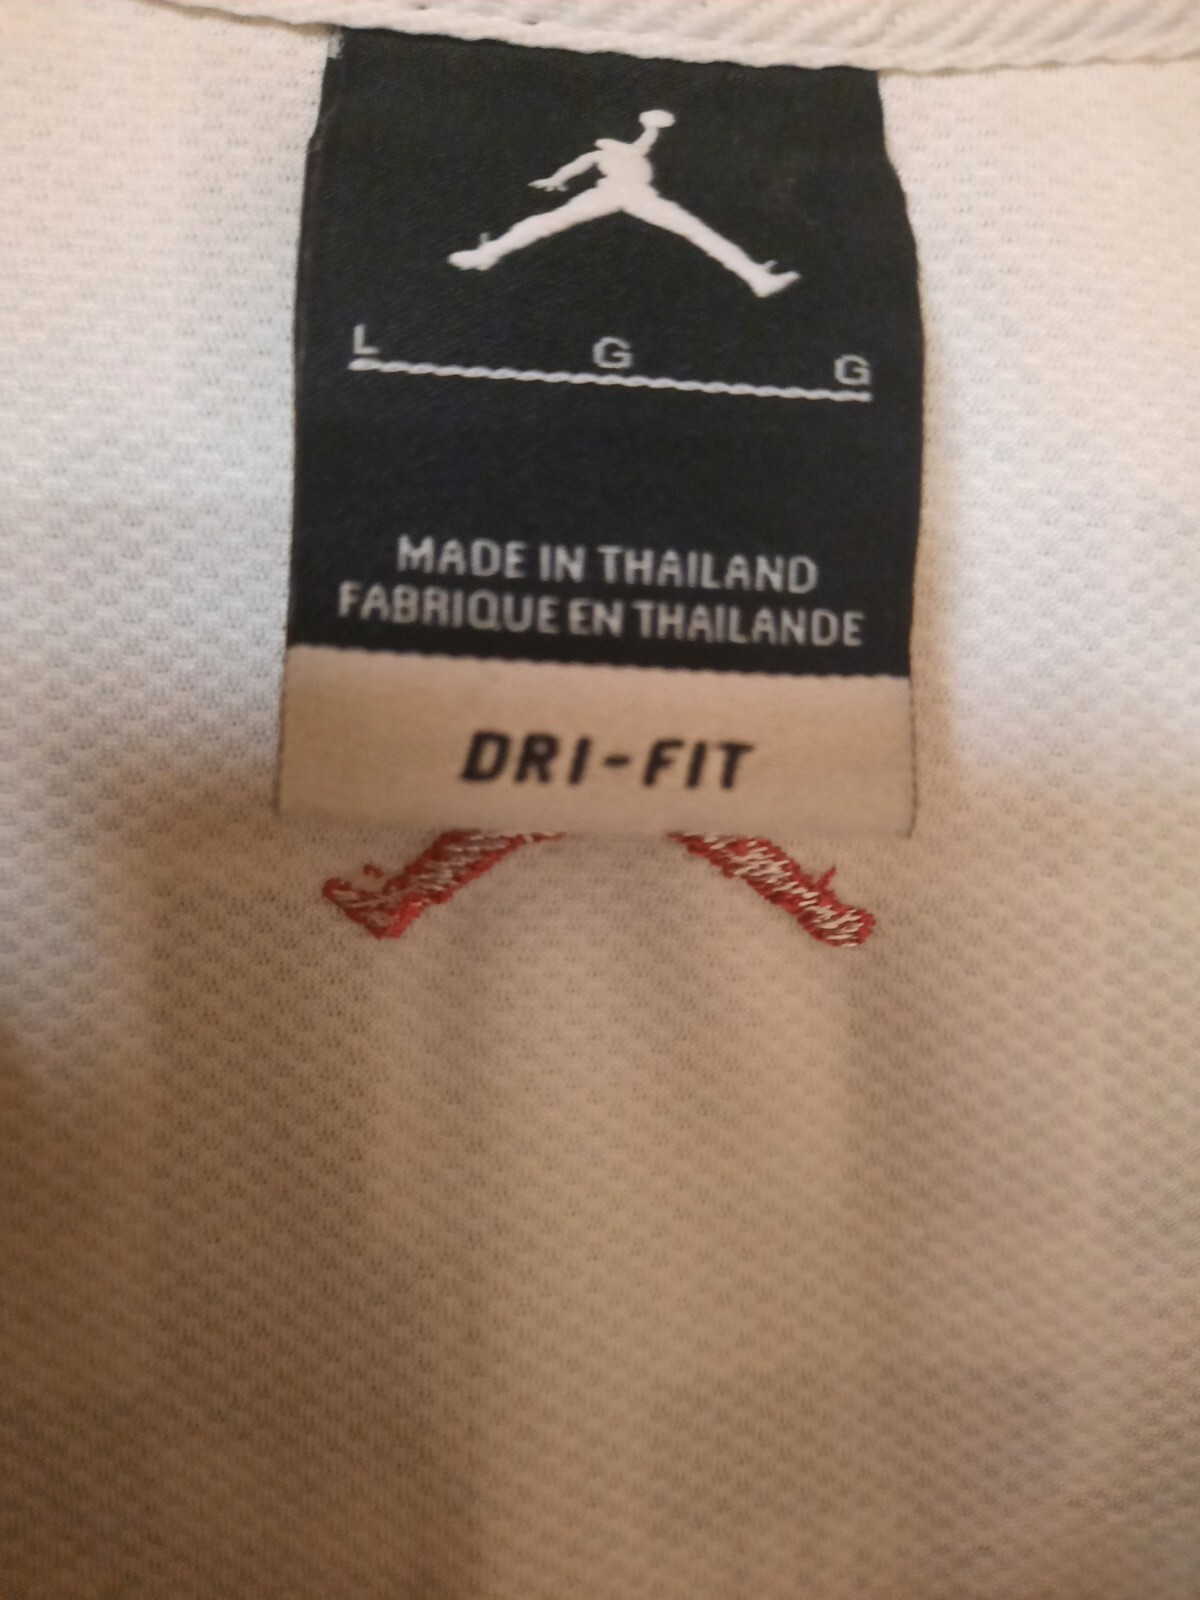 L G G
MADE IN THAILAND
FABRIQUE EN THAILANDE
DRI-FIT